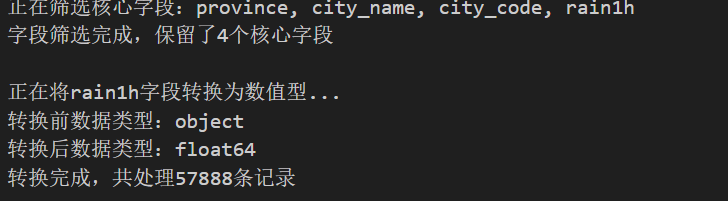 正在筛选核心字段：province, city_name, city_code, rain1h
字段筛选完成，保留了4个核心字段
正在将rain1h字段转换为数值型...
转换前数据类型：object
转换后数据类型：float64
转换完成，共处理57888条记录